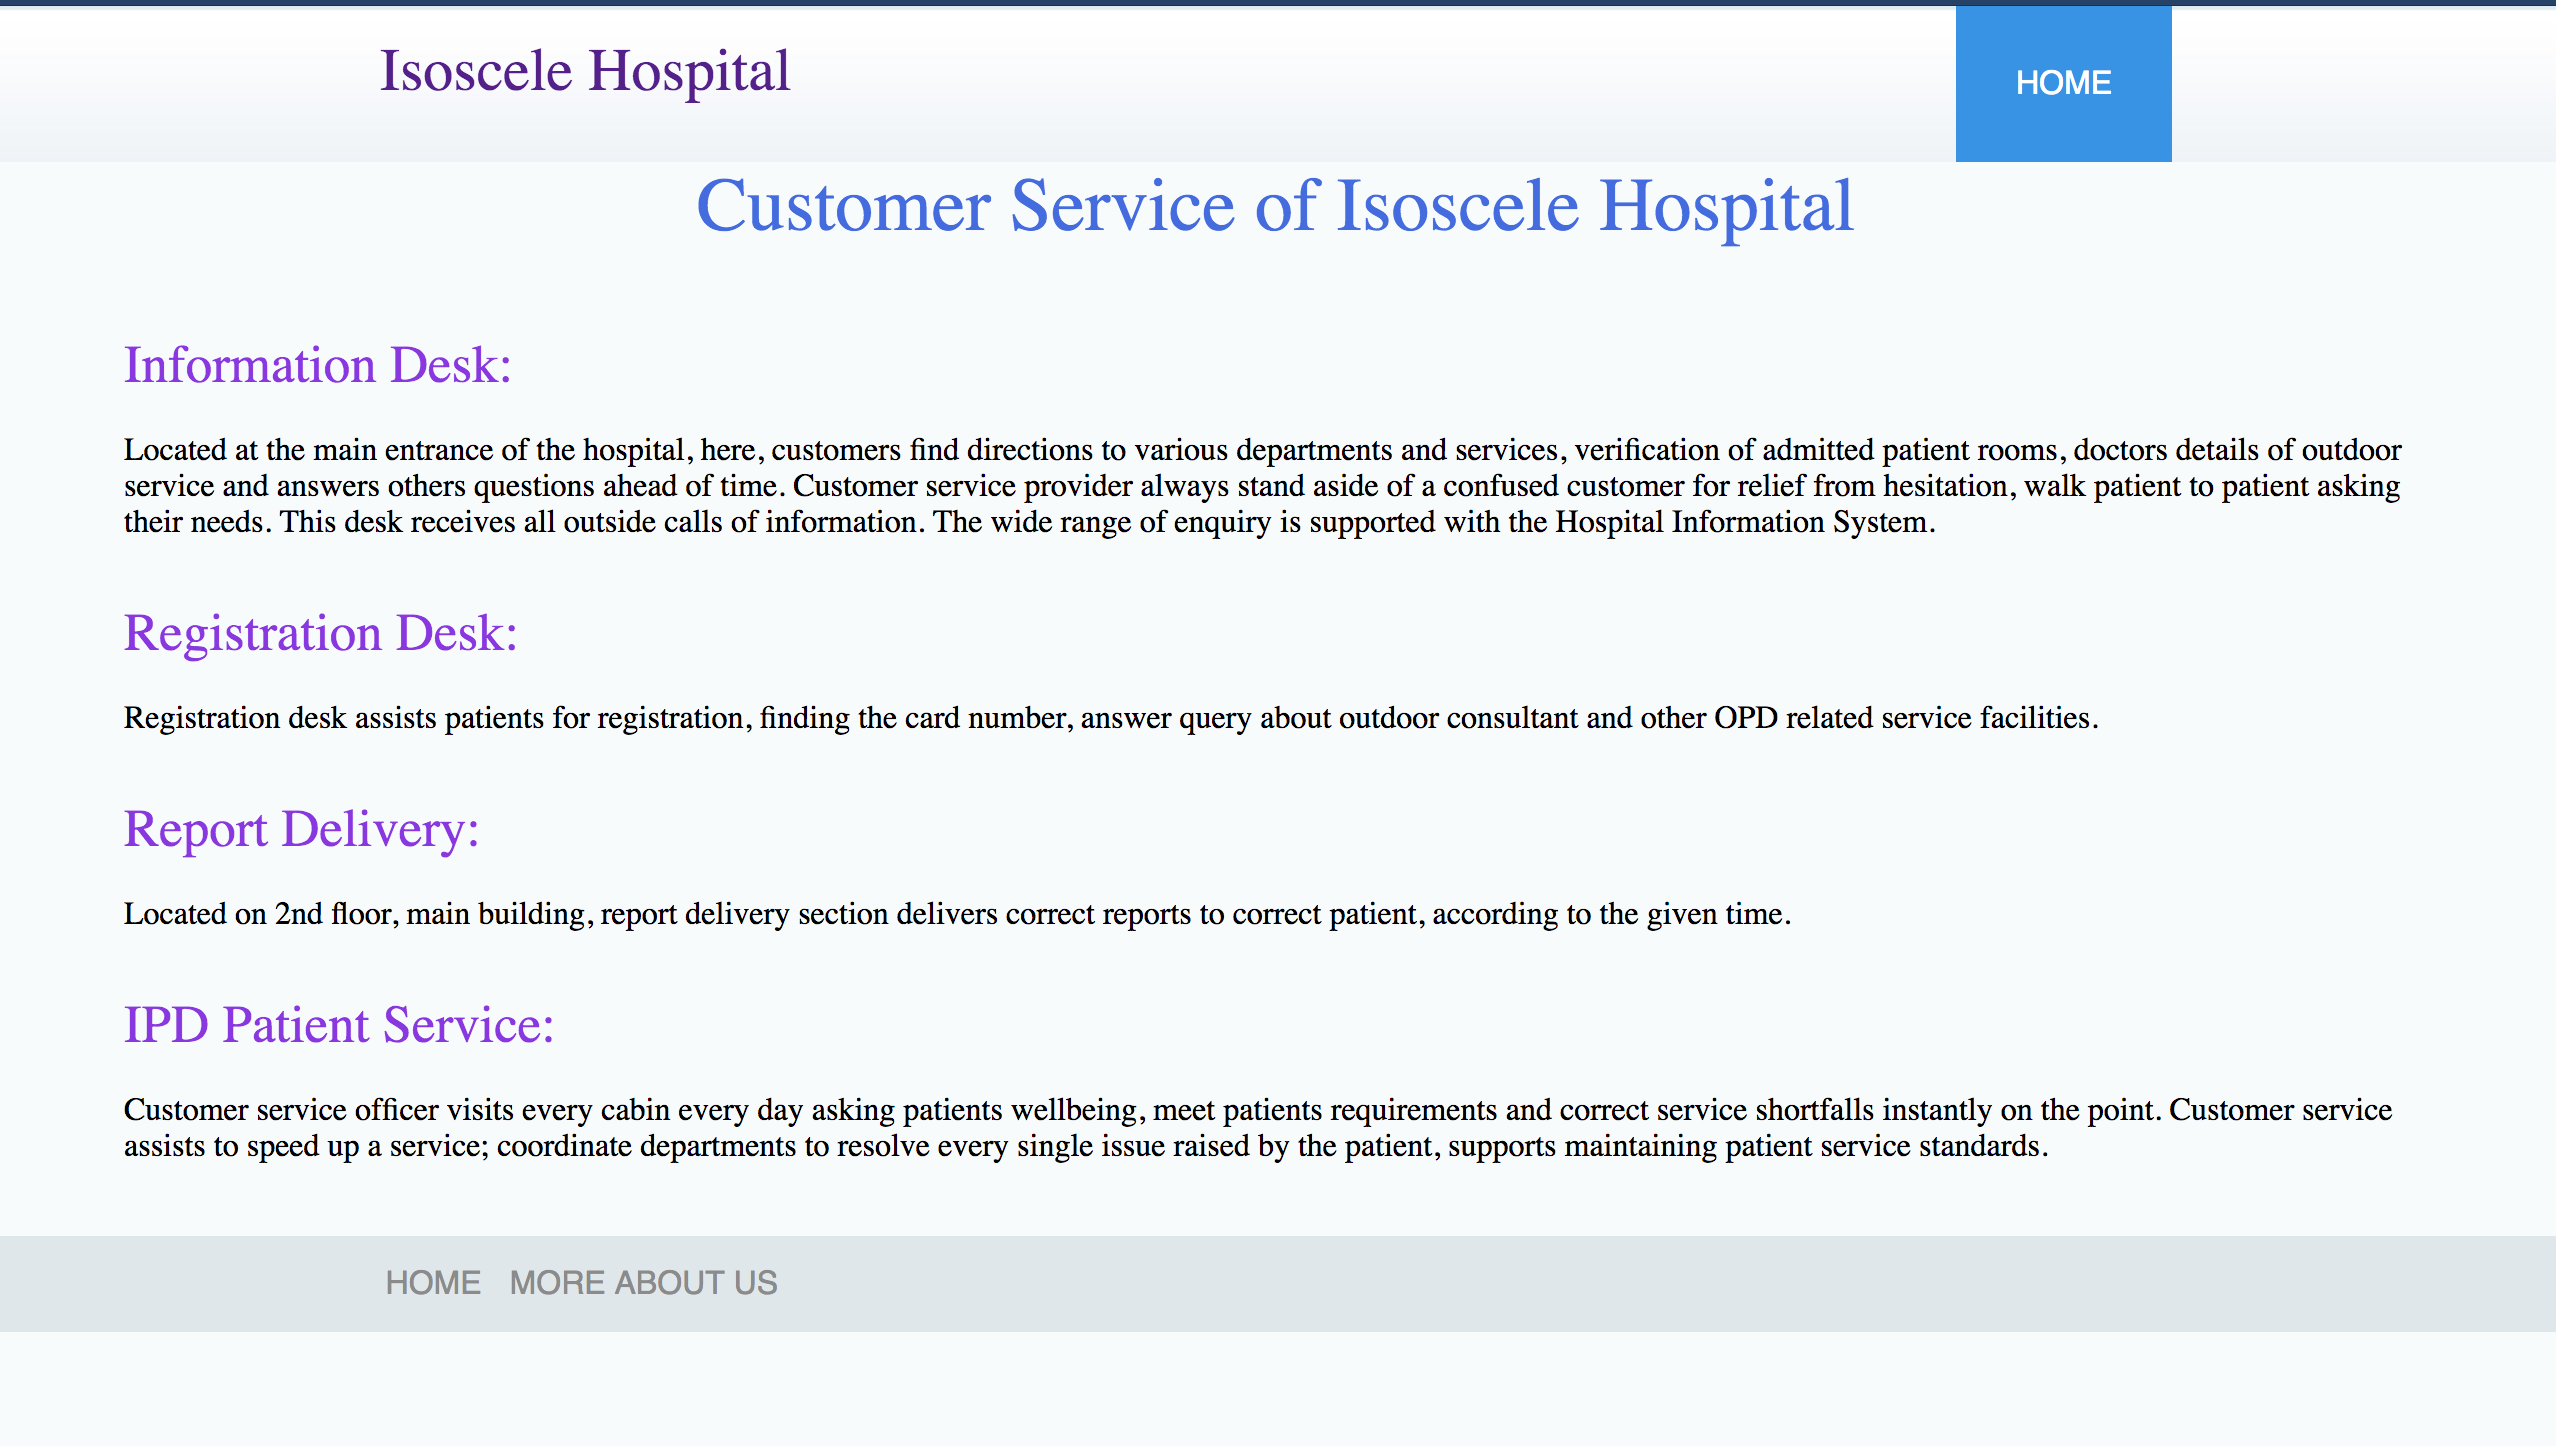 Isoscele Hospital
HOME
Customer Service of Isoscele Hospital
Information Desk:
Located at the main entrance of the hospital, here, customers find directions to various departments and services, verification of admitted patient rooms, doctors details of outdoor
service and answers others questions ahead of time. Customer service provider always stand aside of a confused customer for relief from hesitation, walk patient to patient asking
their needs. This desk receives all outside calls of information. The wide range of enquiry is supported with the Hospital Information System.
Registration Desk:
Registration desk assists patients for registration, finding the card number, answer query about outdoor consultant and other OPD related service facilities.
Report Delivery:
Located on 2nd floor, main building, report delivery section delivers correct reports to correct patient, according to the given time.
IPD Patient Service:
Customer service officer visits every cabin every day asking patients wellbeing, meet patients requirements and correct service shortfalls instantly on the point. Customer service
assists to speed up a service; coordinate departments to resolve every single issue raised by the patient, supports maintaining patient service standards.
HOME MORE ABOUT US